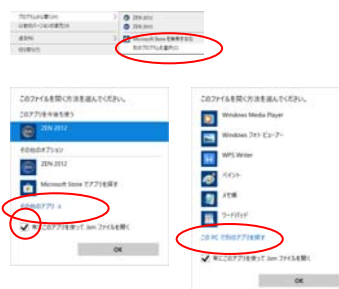 プログラムから開く(H)
以前のバージョンの復元(V)
送る(N)
切り取り(T)
ZEN 2012
ZEN 2012
Microsoft Store を検索する(S)
別のプログラムを選択(C)
このファイルを開く方法を選んでください。
このアプリを今後も使う
ZEN 2012
その他のオプション
ZEN 2012
Microsoft Store でアプリを探す
その他のアプリ ↓
常にこのアプリを使って .ism ファイルを開く
OK
このファイルを開く方法を選んでください。
Windows Media Player
Windows フォト ビューアー
WPS Writer
ペイント
メモ帳
ワードパッド
この PC で別のアプリを探す
常にこのアプリを使って ファイルを開く
OK